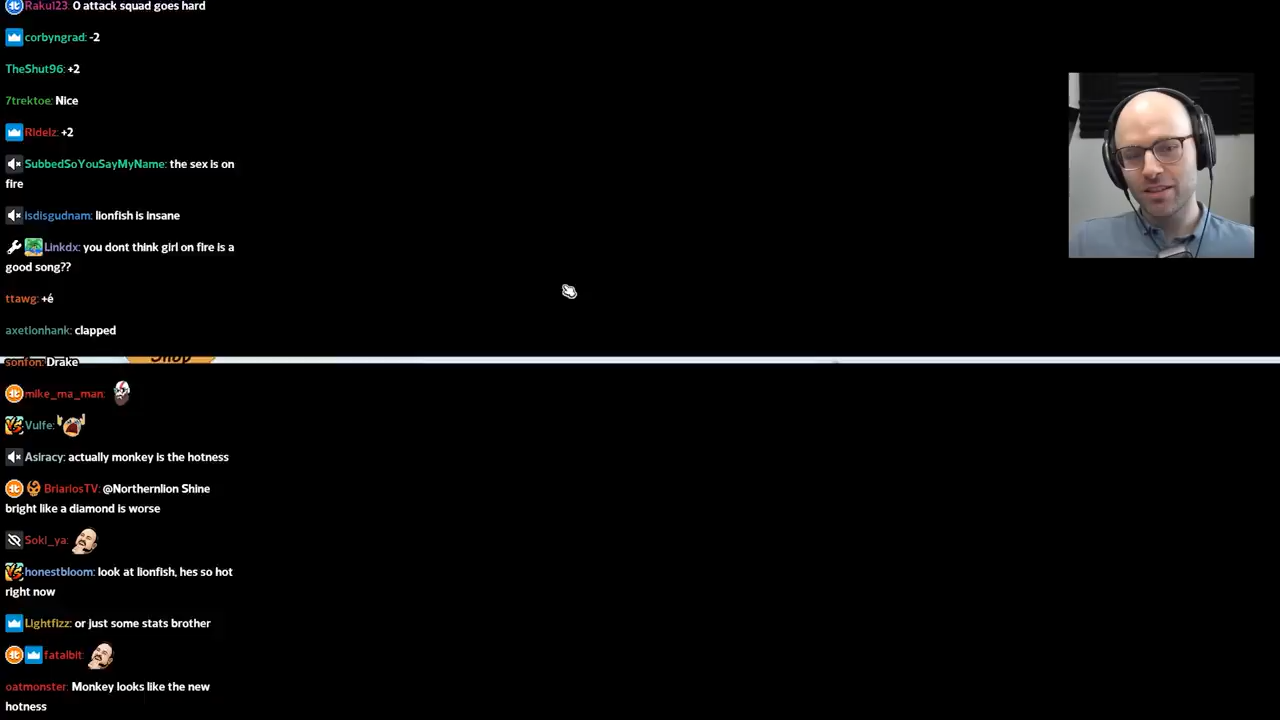 Raku123: 0 attack squad goes hard
corbyngrad: -2
TheShut96: +2
7trektoe: Nice
Ridelz: +2
SubbedSoYouSayMyName: the sex is on
fire
isdisgudnam: lionfish is insane
Linkdx: you dont think girl on fire is a
good song??
ttawg: +é
axetionhank: clapped
Shop
sonfon: Drake
mike_ma_man:
Vulfe:
Asiracy: actually monkey is the hotness
BriariosTV: @Northernlion Shine
bright like a diamond is worse
Soki_ya:
honestbloom: look at lionfish, hes so hot
right now
Lightfizz: or just some stats brother
fatalbit:
oatmonster: Monkey looks like the new
hotness